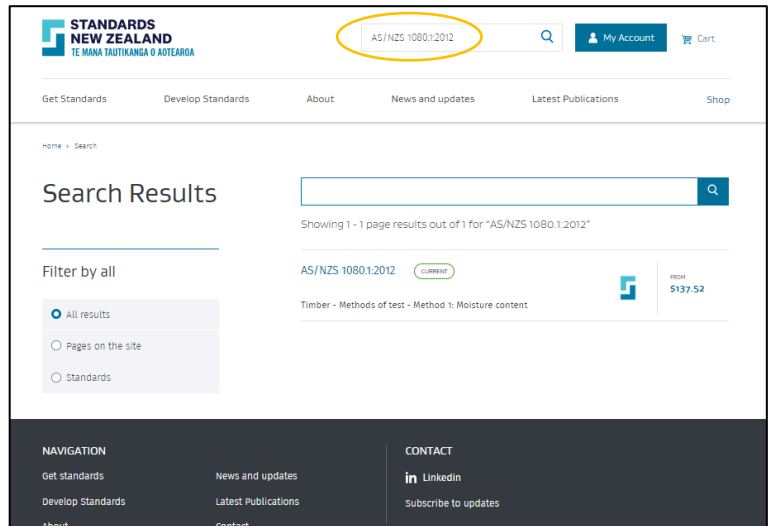 STANDARDS
NEW ZEALAND
TE MANA TAUTIKANGA O AOTEAROA
AS/NZS 1080.1:2012
My Account
Cart
Get Standards
Develop Standards
About
News and updates
Latest Publications
Shop
Home › Search
Search Results
Showing 1 - 1 page results out of 1 for “AS/NZS 1080.1:2012”
Filter by all
All results
Pages on the site
Standards
AS/NZS 1080.1:2012 CURRENT
Timber - Methods of test - Method 1: Moisture content
FROM
$137.52
NAVIGATION
Get standards
News and updates
Develop Standards
Latest Publications
About
Contact
CONTACT
in Linkedin
Subscribe to updates